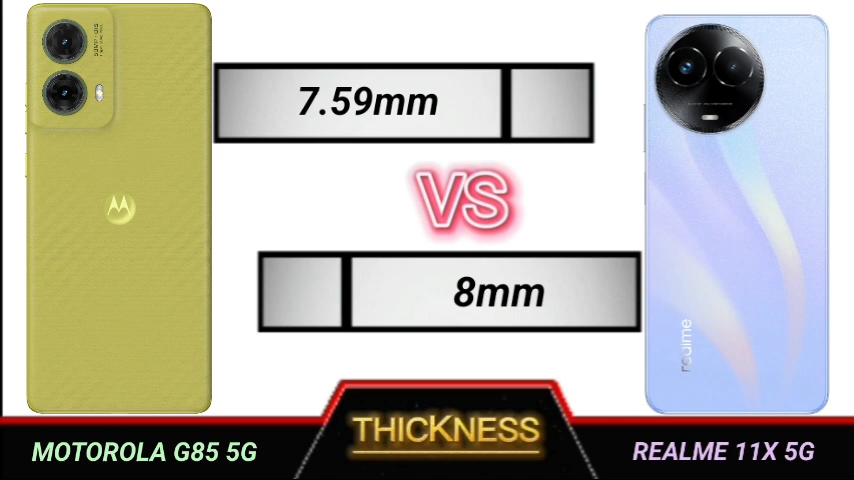 7.59mm
VS
8mm
realme
THICKNESS
MOTOROLA G85 5G
REALME 11X 5G